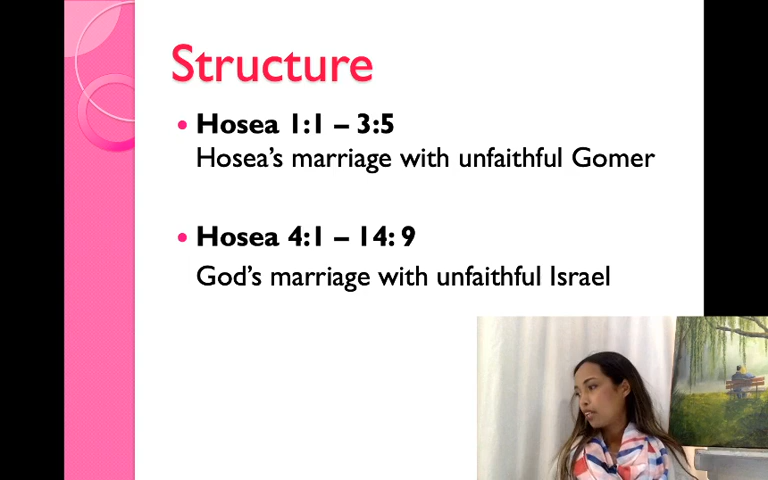 Structure
• Hosea 1:1 – 3:5
Hosea's marriage with unfaithful Gomer
• Hosea 4:1 – 14: 9
God's marriage with unfaithful Israel